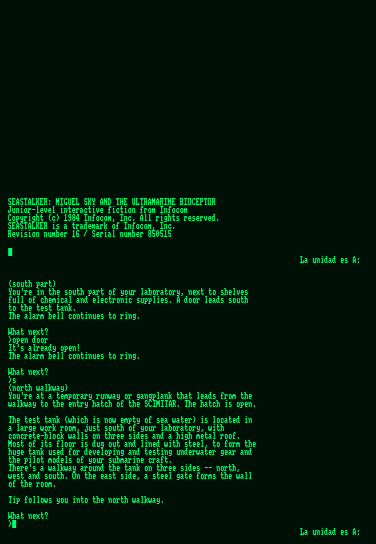 SEASTALKER: MIGUEL SKY AND THE ULTRAMARINE BIOCEPTOR
Junior-level interactive fiction from Infocom
Copyright (c) 1984 Infocom, Inc. All rights reserved.
SEASTALKER is a trademark of Infocom, Inc.
Revision number 16 / Serial number 850515
La unidad es A:
(south part)
You're in the south part of your laboratory, next to shelves
full of chemical and electronic supplies. A door leads south
to the test tank.
The alarm bell continues to ring.
What next?
>open door
It's already open!
The alarm bell continues to ring.
What next?
>s
(north walkway)
You're at a temporary runway or gangplank that leads from the
walkway to the entry hatch of the SCIMITAR. The hatch is open.
The test tank (which is now empty of sea water) is located in
a large work room, just south of your laboratory, with
concrete-block walls on three sides and a high metal roof.
Most of its floor is dug out and lined with steel, to form the
huge tank used for developing and testing underwater gear and
the pilot models of your submarine craft.
There's a walkway around the tank on three sides -- north,
west and south. On the east side, a steel gate forms the wall
of the room.
Tip follows you into the north walkway.
What next?
>
La unidad es A: